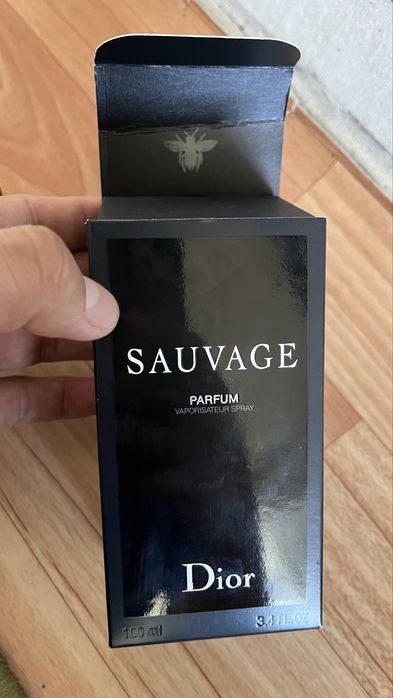 SAUVAGE
PARFUM
VAPORISATEUR SPRAY
Dior
100 ml 3.4 FL.OZ